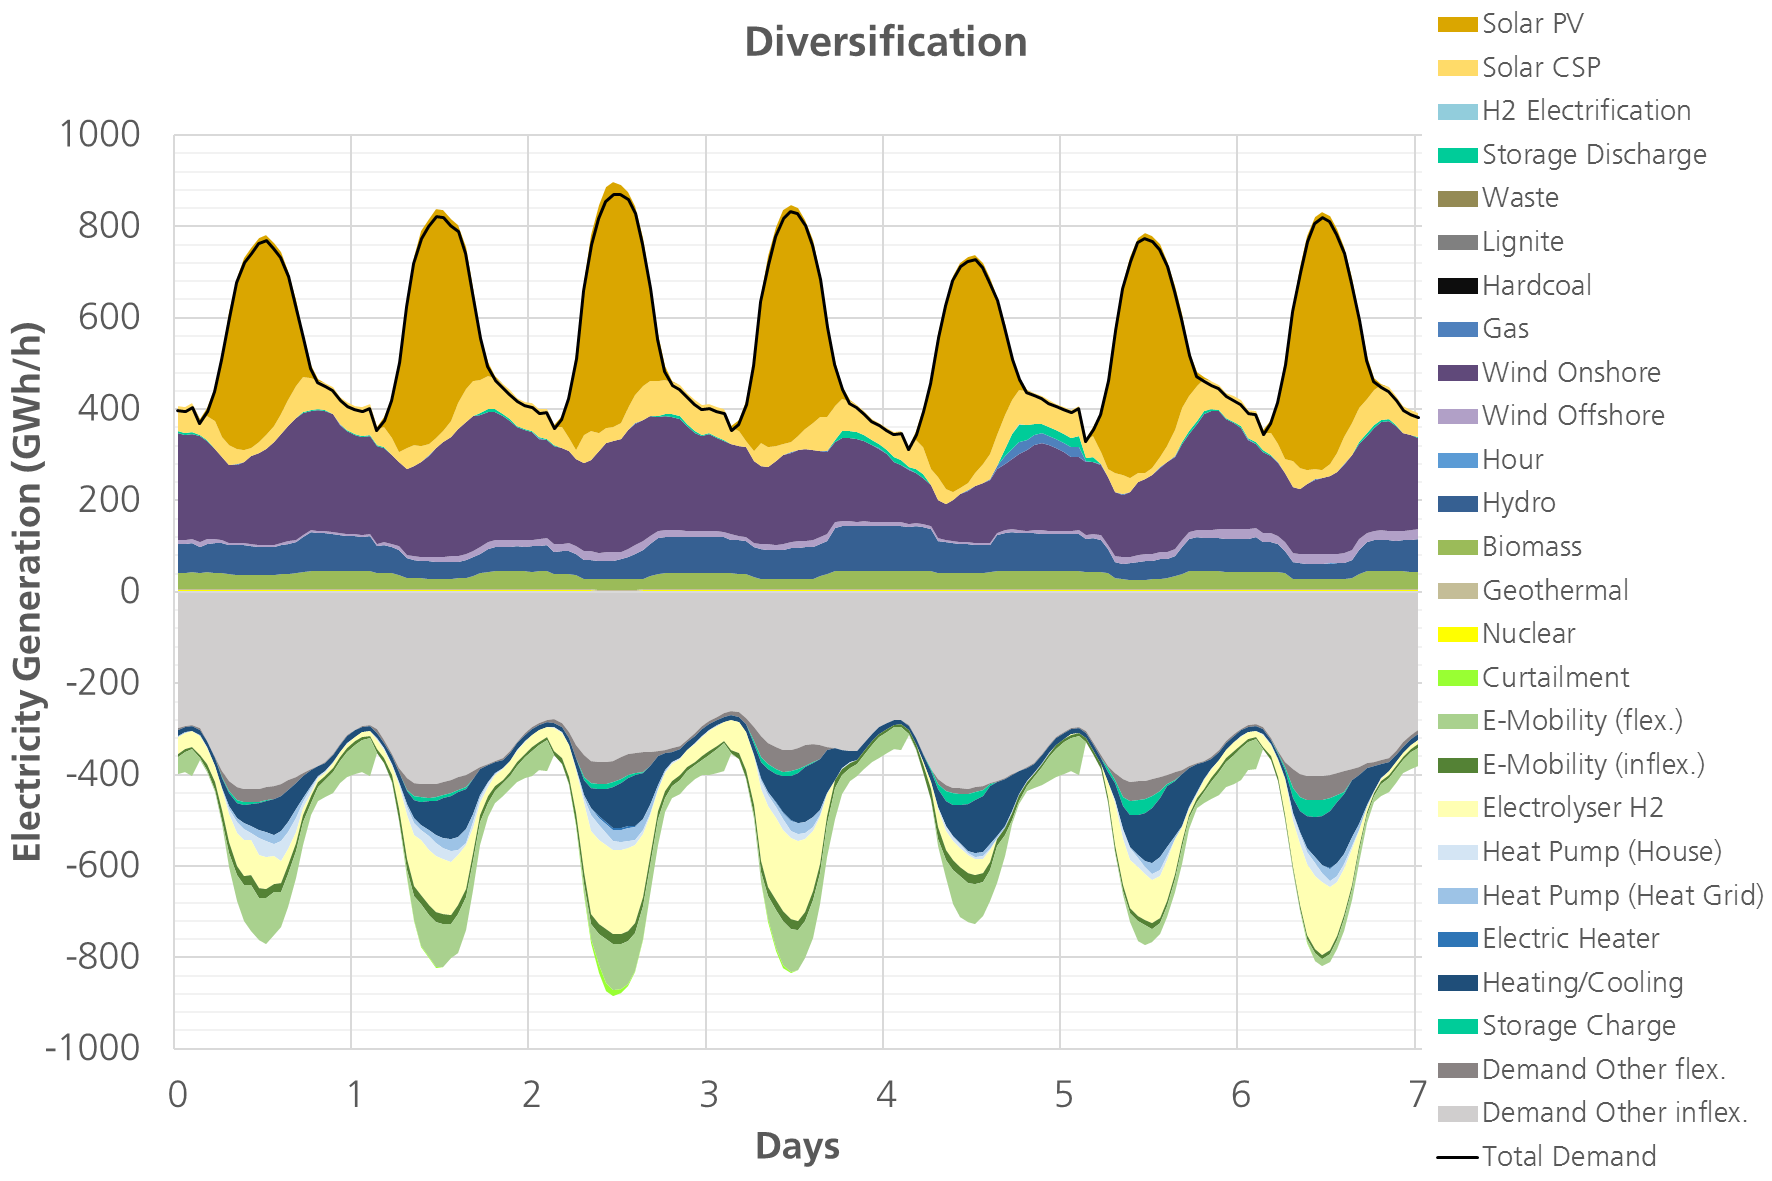 Diversification
Electricity Generation (GWh/h)
1000
800
600
400
200
0
-200
-400
-600
-800
-1000
0 1 2 3 4 5 6 7
Days
Solar PV
Solar CSP
H2 Electrification
Storage Discharge
Waste
Lignite
Hardcoal
Gas
Wind Onshore
Wind Offshore
Hour
Hydro
Biomass
Geothermal
Nuclear
Curtailment
E-Mobility (flex.)
E-Mobility (inflex.)
Electrolyser H2
Heat Pump (House)
Heat Pump (Heat Grid)
Electric Heater
Heating/Cooling
Storage Charge
Demand Other flex.
Demand Other inflex.
Total Demand